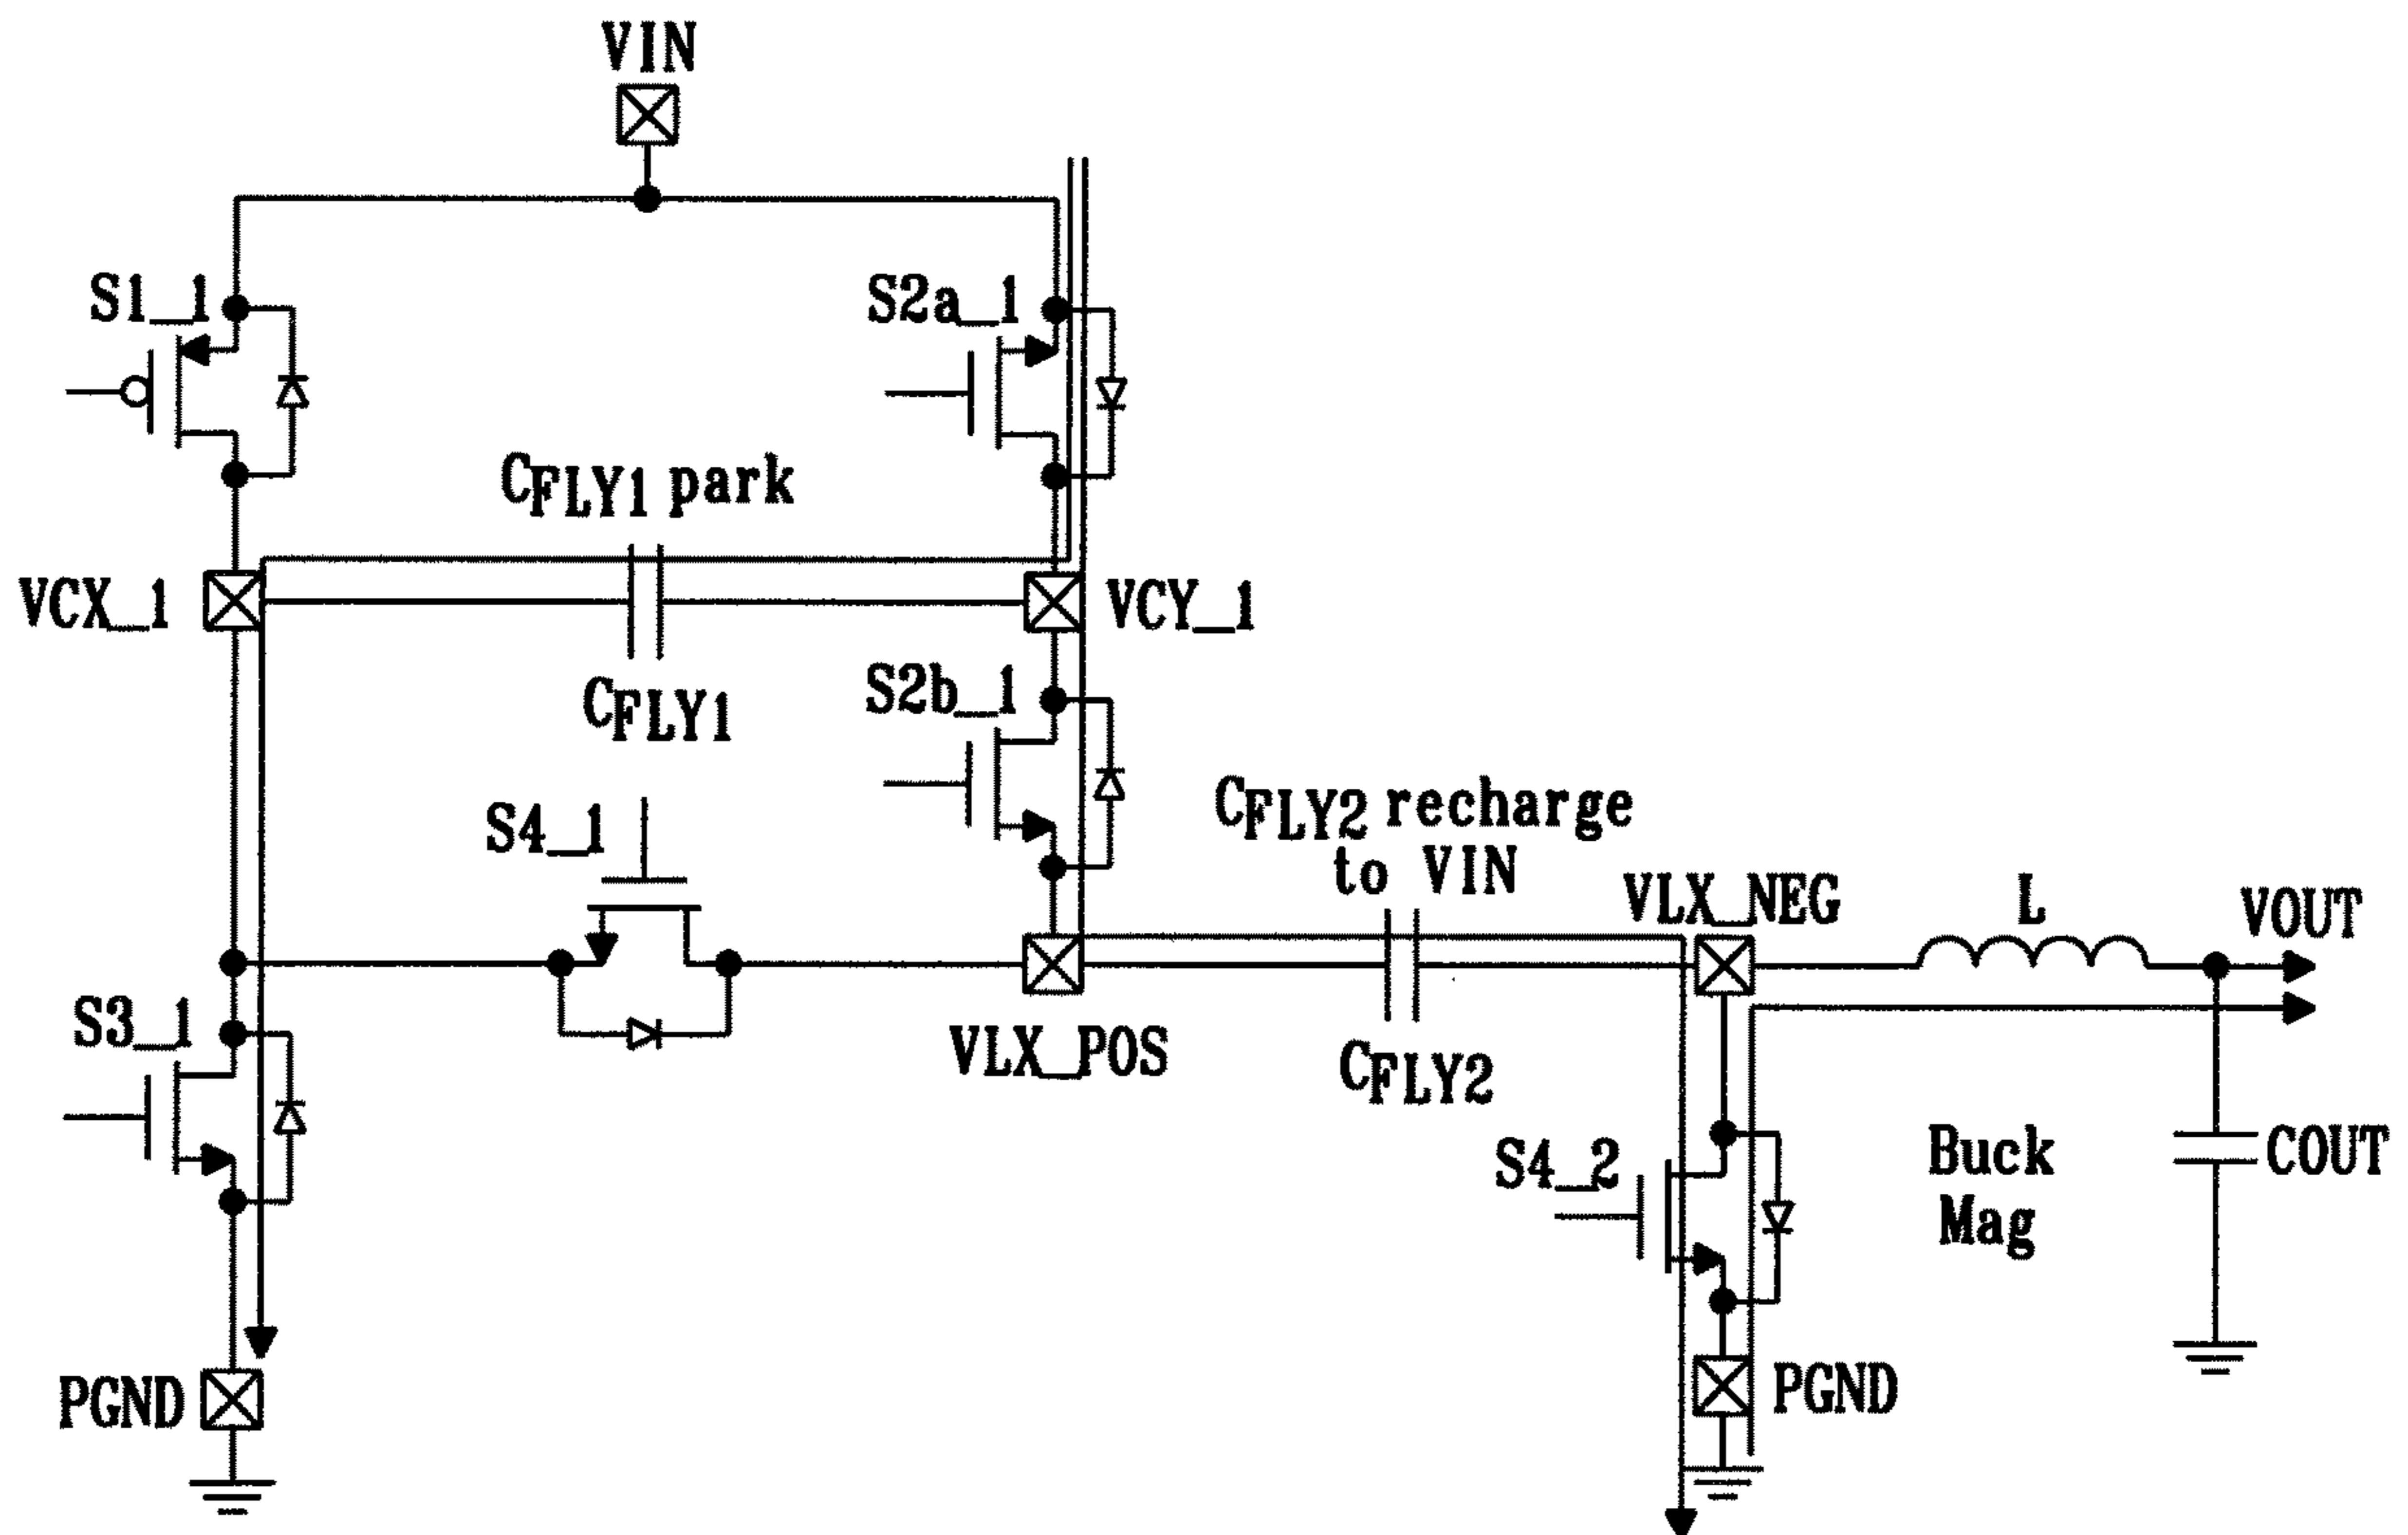 VIN
S1_1
S2a_1
CFLY1 park
VCX_1
VCY_1
CFLY1
S2b_1
S4_1
CFLY2 recharge
to VIN
VLX_NEG
L
VOUT
S3_1
VLX_POS
CFLY2
S4_2
Buck
Mag
COUT
PGND
PGND